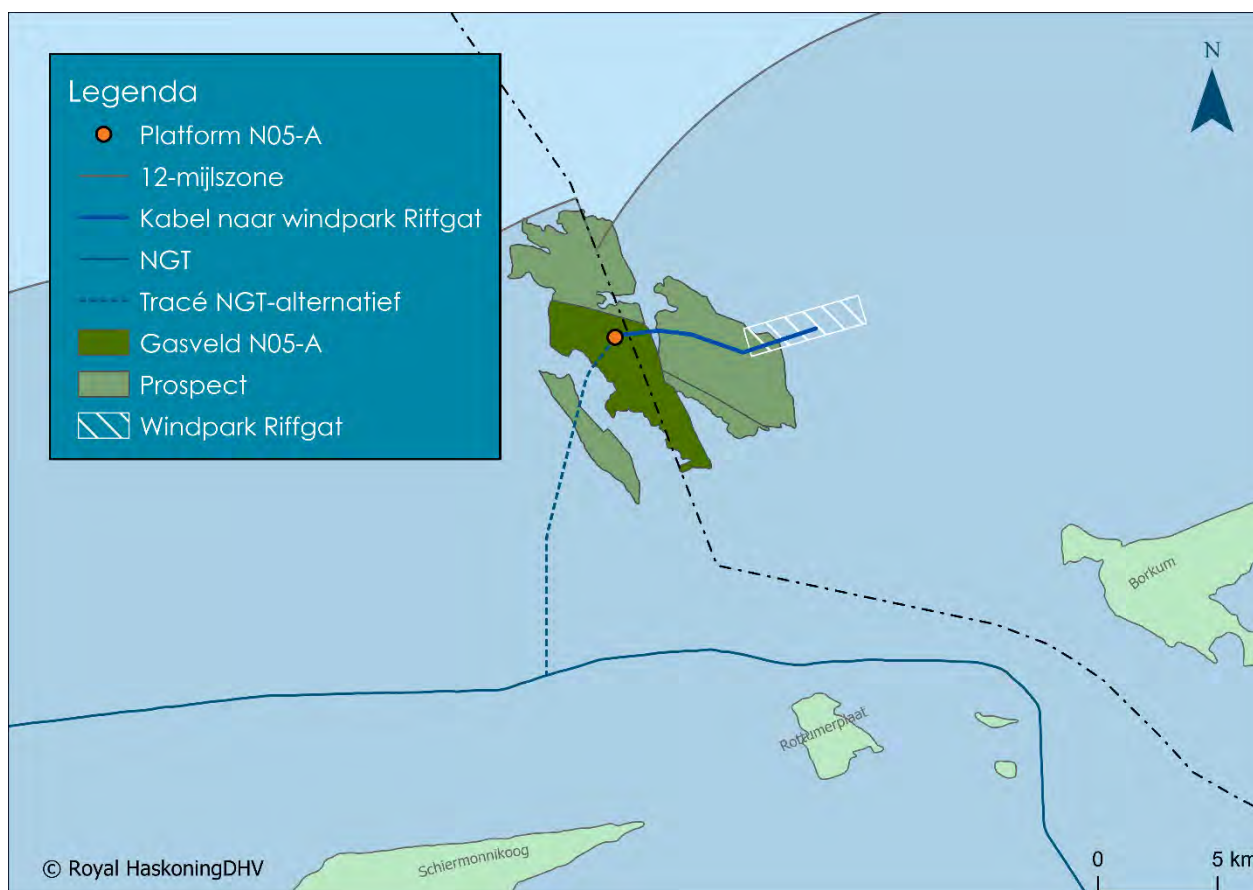 N
Legenda
Platform N05-A
12-mijlszone
Kabel naar windpark Riffgat
NGT
Tracé NGT-alternatief
Gasveld N05-A
Prospect
Windpark Riffgat
Borkum
Rottumerplaat
Schiermonnikoog
© Royal HaskoningDHV
0 5 km